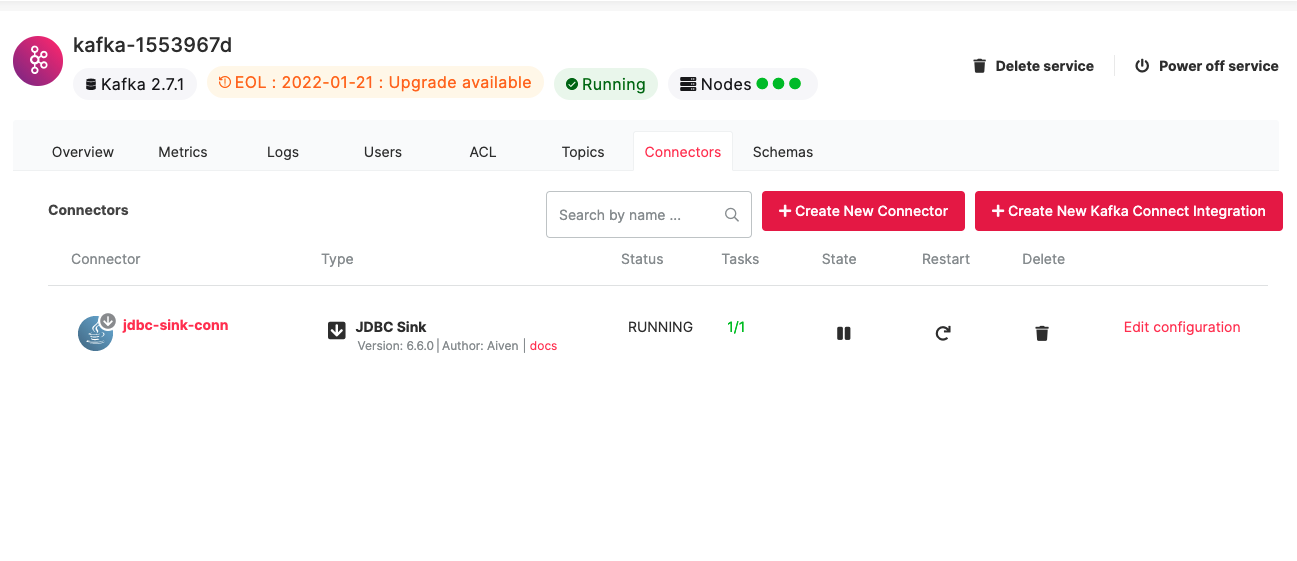 kafka-1553967d
Kafka 2.7.1 EOL : 2022-01-21 : Upgrade available Running Nodes
Delete service Power off service
Overview Metrics Logs Users ACL Topics Connectors Schemas
Connectors Search by name ... + Create New Connector + Create New Kafka Connect Integration
Connector Type Status Tasks State Restart Delete
jdbc-sink-conn JDBC Sink RUNNING 1/1 Edit configuration
Version: 6.6.0 | Author: Aiven | docs